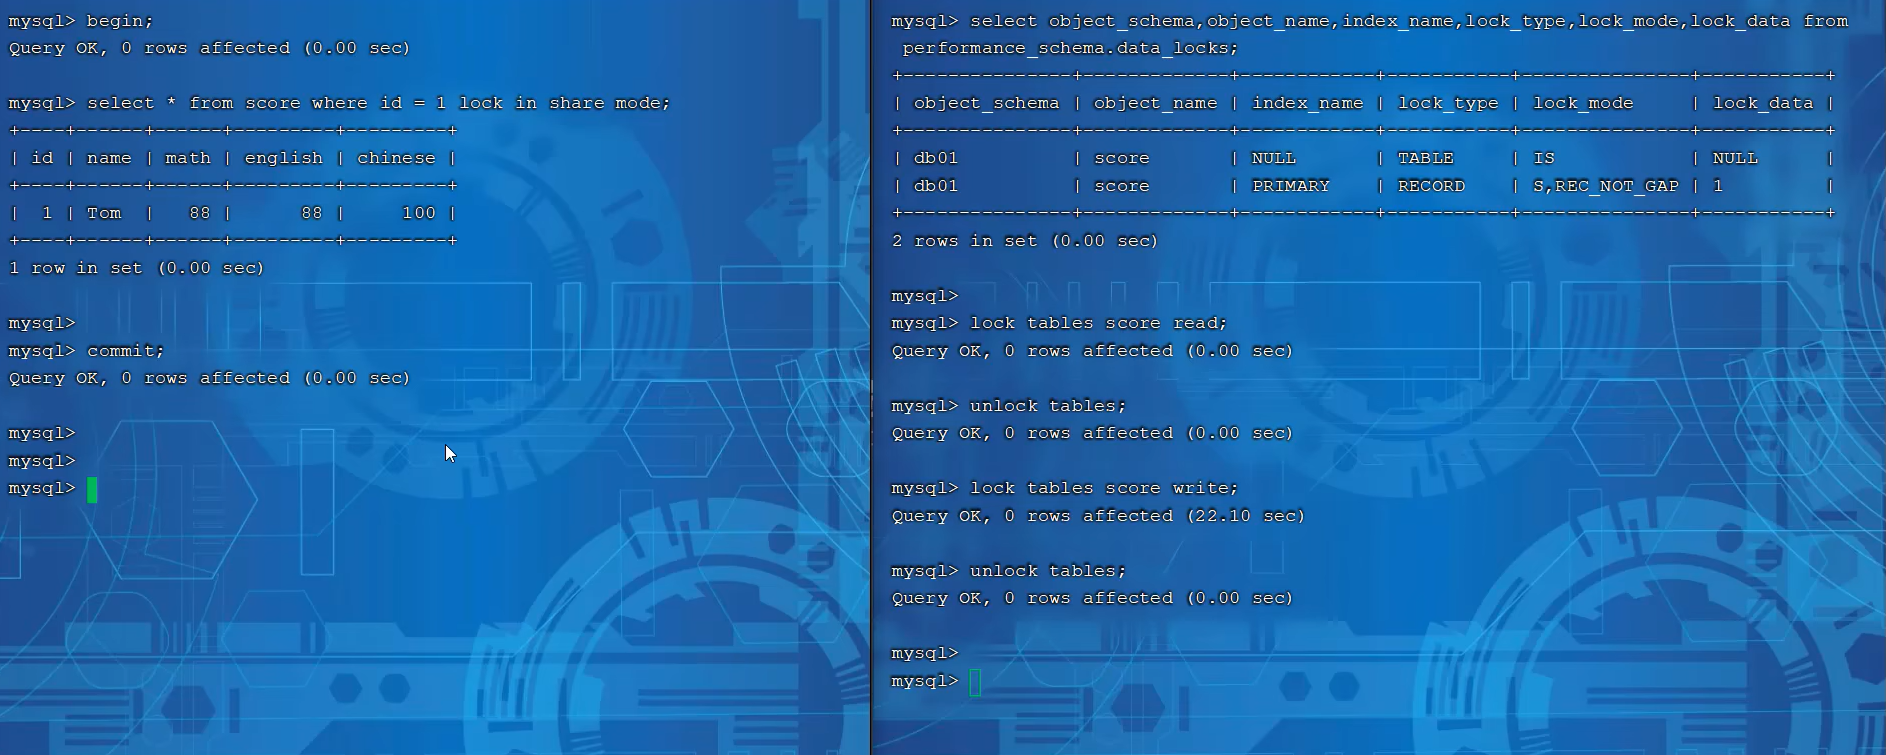 mysql> begin;
Query OK, 0 rows affected (0.00 sec)
mysql> select * from score where id = 1 lock in share mode;
+----+------+------+---------+---------+
| id | name | math | english | chinese |
+----+------+------+---------+---------+
|  1 | Tom  |   88 |      88 |     100 |
+----+------+------+---------+---------+
1 row in set (0.00 sec)
mysql>
mysql> commit;
Query OK, 0 rows affected (0.00 sec)
mysql>
mysql>
mysql>
mysql> select object_schema,object_name,index_name,lock_type,lock_mode,lock_data from
performance_schema.data_locks;
+---------------+-------------+------------+-----------+---------------+-----------+
| object_schema | object_name | index_name | lock_type | lock_mode     | lock_data |
+---------------+-------------+------------+-----------+---------------+-----------+
| db01          | score       | NULL       | TABLE     | IS            | NULL      |
| db01          | score       | PRIMARY    | RECORD    | S,REC_NOT_GAP | 1         |
+---------------+-------------+------------+-----------+---------------+-----------+
2 rows in set (0.00 sec)
mysql>
mysql> lock tables score read;
Query OK, 0 rows affected (0.00 sec)
mysql> unlock tables;
Query OK, 0 rows affected (0.00 sec)
mysql> lock tables score write;
Query OK, 0 rows affected (22.10 sec)
mysql> unlock tables;
Query OK, 0 rows affected (0.00 sec)
mysql>
mysql>